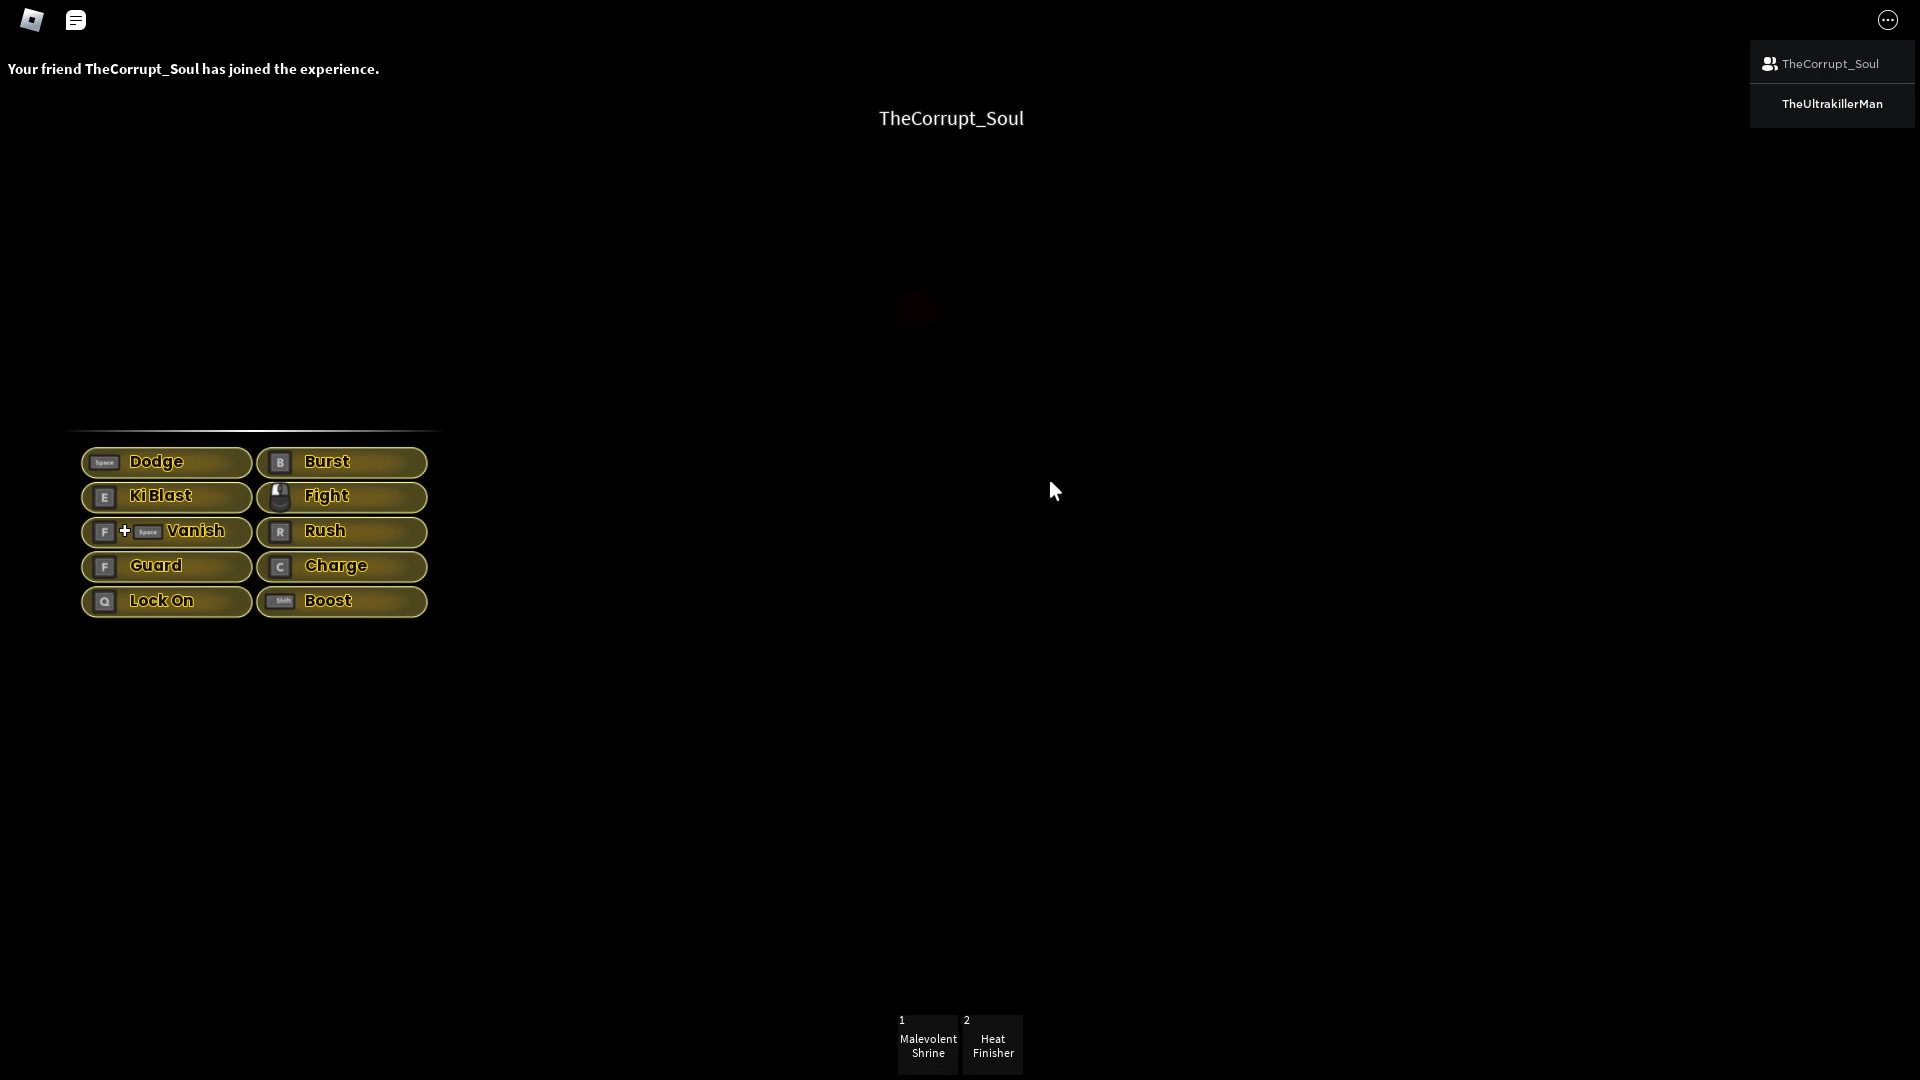 Your friend TheCorrupt_Soul has joined the experience.
TheCorrupt_Soul
TheUltrakillerMan
TheCorrupt_Soul
Space Dodge
B Burst
E Ki Blast
Fight
F + Space Vanish
R Rush
F Guard
C Charge
Q Lock On
Shift Boost
1
Malevolent
Shrine
2
Heat
Finisher